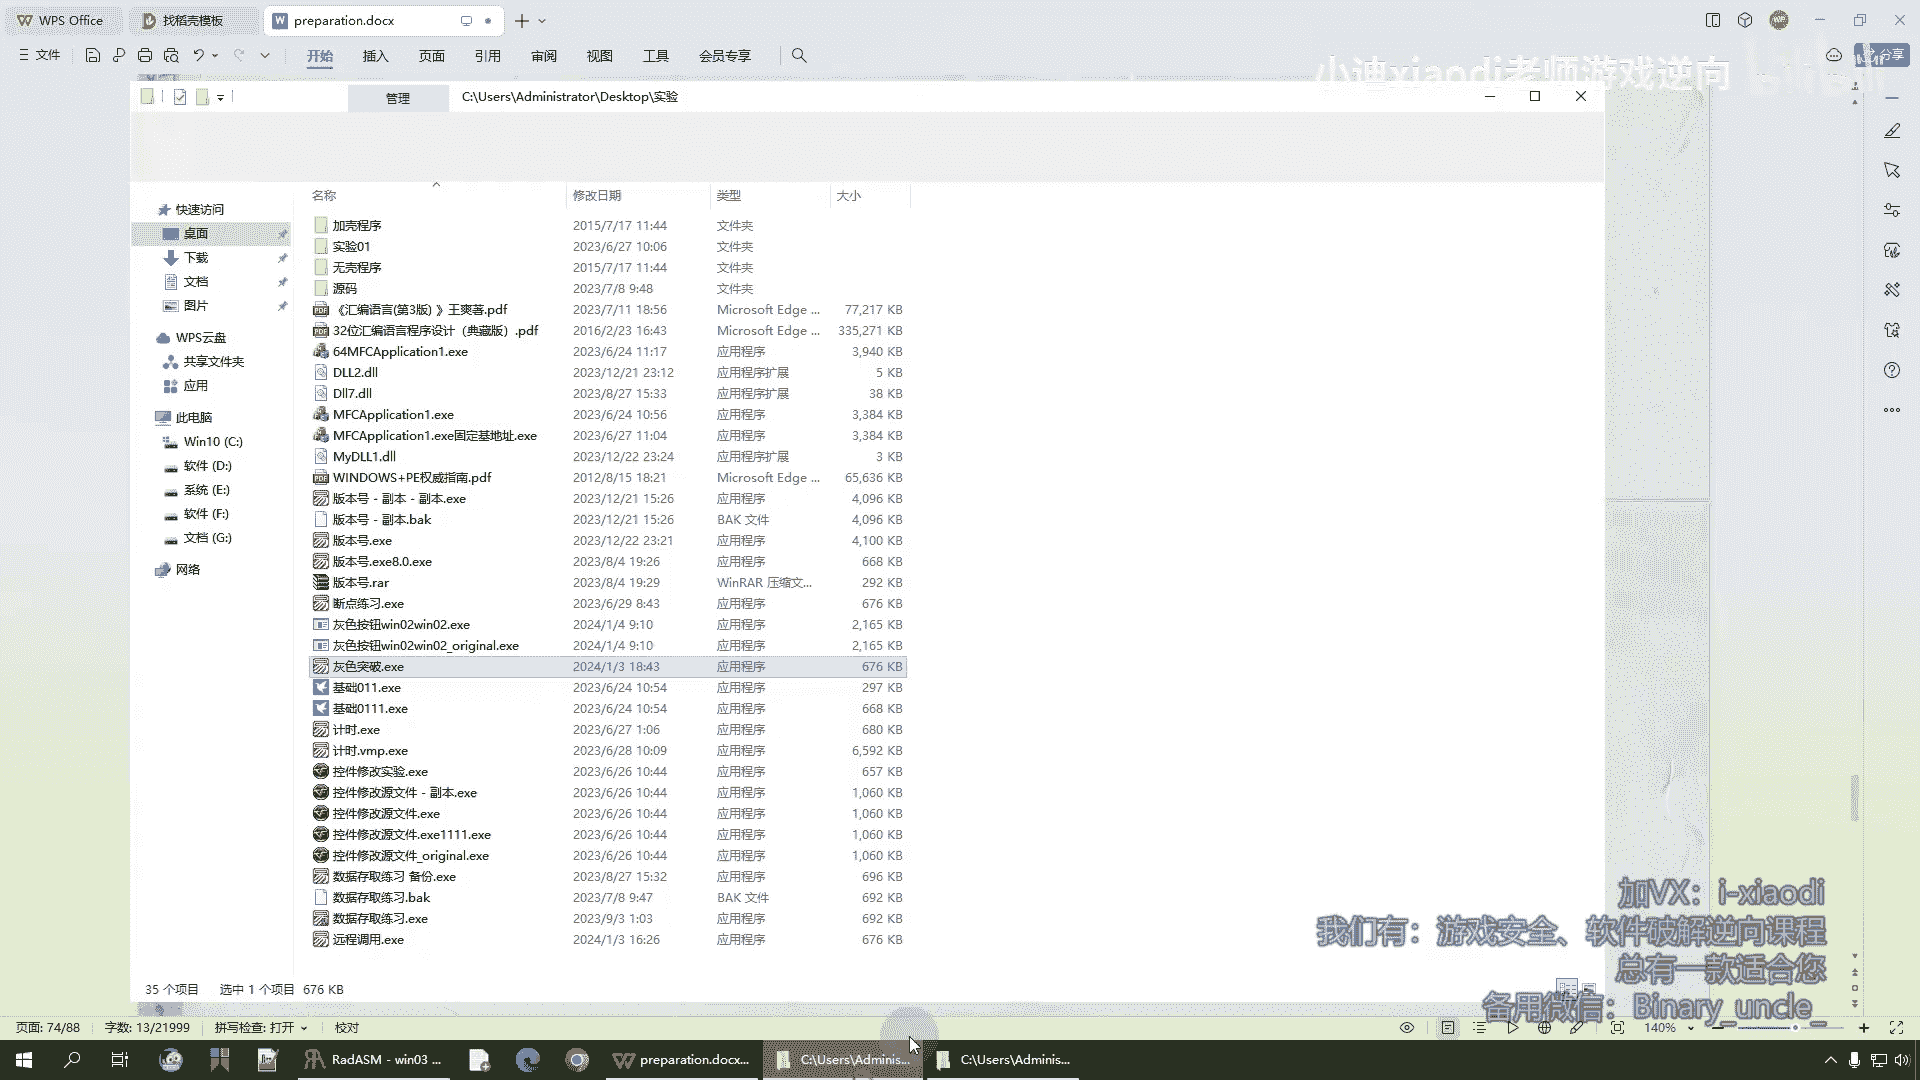 WPS Office
找稻壳模板
preparation.docx
文件
开始 插入 页面 引用 审阅 视图 工具 会员专享
分享
小迪xiaodi老师游戏逆向
管理
C:\Users\Administrator\Desktop\实验
快速访问
桌面
下载
文档
图片
WPS云盘
共享文件夹
应用
此电脑
Win10 (C:)
软件 (D:)
系统 (E:)
软件 (F:)
文档 (G:)
网络
名称 修改日期 类型 大小
加壳程序 2015/7/17 11:44 文件夹
实验01 2023/6/27 10:06 文件夹
无壳程序 2015/7/17 11:44 文件夹
源码 2023/7/8 9:48 文件夹
《汇编语言(第3版) 》王爽著.pdf 2023/7/11 18:56 Microsoft Edge ... 77,217 KB
32位汇编语言程序设计（典藏版）.pdf 2016/2/23 16:43 Microsoft Edge ... 335,271 KB
64MFCApplication1.exe 2023/6/24 11:17 应用程序 3,940 KB
DLL2.dll 2023/12/21 23:12 应用程序扩展 5 KB
Dll7.dll 2023/8/27 15:33 应用程序扩展 38 KB
MFCApplication1.exe 2023/6/24 10:56 应用程序 3,384 KB
MFCApplication1.exe固定基地址.exe 2023/6/27 11:04 应用程序 3,384 KB
MyDLL1.dll 2023/12/22 23:24 应用程序扩展 3 KB
WINDOWS+PE权威指南.pdf 2012/8/15 18:21 Microsoft Edge ... 65,636 KB
版本号 - 副本 - 副本.exe 2023/12/21 15:26 应用程序 4,096 KB
版本号 - 副本.bak 2023/12/21 15:26 BAK 文件 4,096 KB
版本号.exe 2023/12/22 23:21 应用程序 4,100 KB
版本号.exe8.0.exe 2023/8/4 19:26 应用程序 668 KB
版本号.rar 2023/8/4 19:29 WinRAR 压缩文... 292 KB
断点练习.exe 2023/6/29 8:43 应用程序 676 KB
灰色按钮win02win02.exe 2024/1/4 9:10 应用程序 2,165 KB
灰色按钮win02win02_original.exe 2024/1/4 9:10 应用程序 2,165 KB
灰色突破.exe 2024/1/3 18:43 应用程序 676 KB
基础011.exe 2023/6/24 10:54 应用程序 297 KB
基础0111.exe 2023/6/24 10:54 应用程序 668 KB
计时.exe 2023/6/27 1:06 应用程序 680 KB
计时.vmp.exe 2023/6/28 10:09 应用程序 6,592 KB
控件修改实验.exe 2023/6/26 10:44 应用程序 657 KB
控件修改源文件 - 副本.exe 2023/6/26 10:44 应用程序 1,060 KB
控件修改源文件.exe 2023/6/26 10:44 应用程序 1,060 KB
控件修改源文件.exe1111.exe 2023/6/26 10:44 应用程序 1,060 KB
控件修改源文件_original.exe 2023/6/26 10:44 应用程序 1,060 KB
数据存取练习 备份.exe 2023/8/27 15:32 应用程序 696 KB
数据存取练习.bak 2023/7/8 9:47 BAK 文件 692 KB
数据存取练习.exe 2023/9/3 1:03 应用程序 692 KB
远程调用.exe 2024/1/3 16:26 应用程序 676 KB
35 个项目 选中 1 个项目 676 KB
加VX：i-xiaodi
我们有：游戏安全、软件破解逆向课程
总有一款适合您
备用微信：Binary_uncle_
页面: 74/88 字数: 13/21999 拼写检查: 打开 校对 140%
RadASM - win03 ... preparation.docx... C:\Users\Adminis... C:\Users\Adminis...